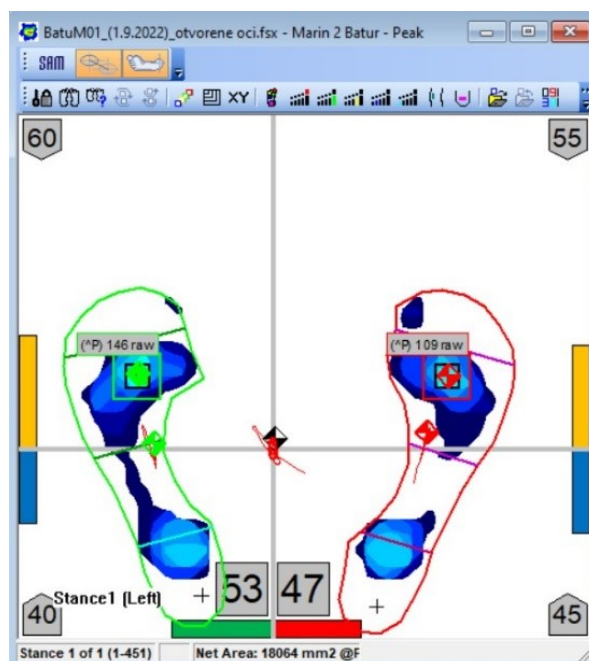 BatuM01_(1.9.2022)_otvorene oci.fsx - Marin 2 Batur - Peak
SAM
XY
60
55
(^P) 146 raw
(^P) 109 raw
53
47
Stance1 (Left)
40
45
Stance 1 of 1 (1-451)
Net Area: 18064 mm2 @F